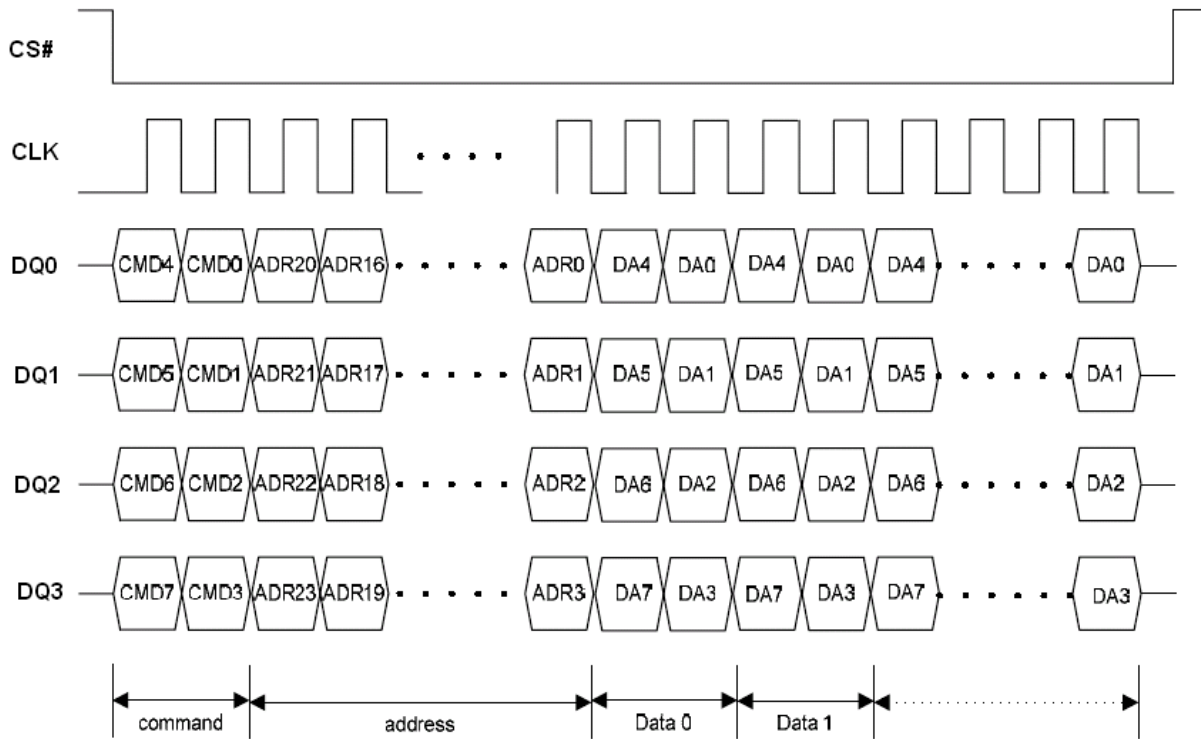 CS#
CLK
DQ0 CMD4 CMD0 ADR20 ADR16 ADR0 DA4 DA0 DA4 DA0 DA4 DA0
DQ1 CMD5 CMD1 ADR21 ADR17 ADR1 DA5 DA1 DA5 DA1 DA5 DA1
DQ2 CMD6 CMD2 ADR22 ADR18 ADR2 DA6 DA2 DA6 DA2 DA6 DA2
DQ3 CMD7 CMD3 ADR23 ADR19 ADR3 DA7 DA3 DA7 DA3 DA7 DA3
command address Data 0 Data 1